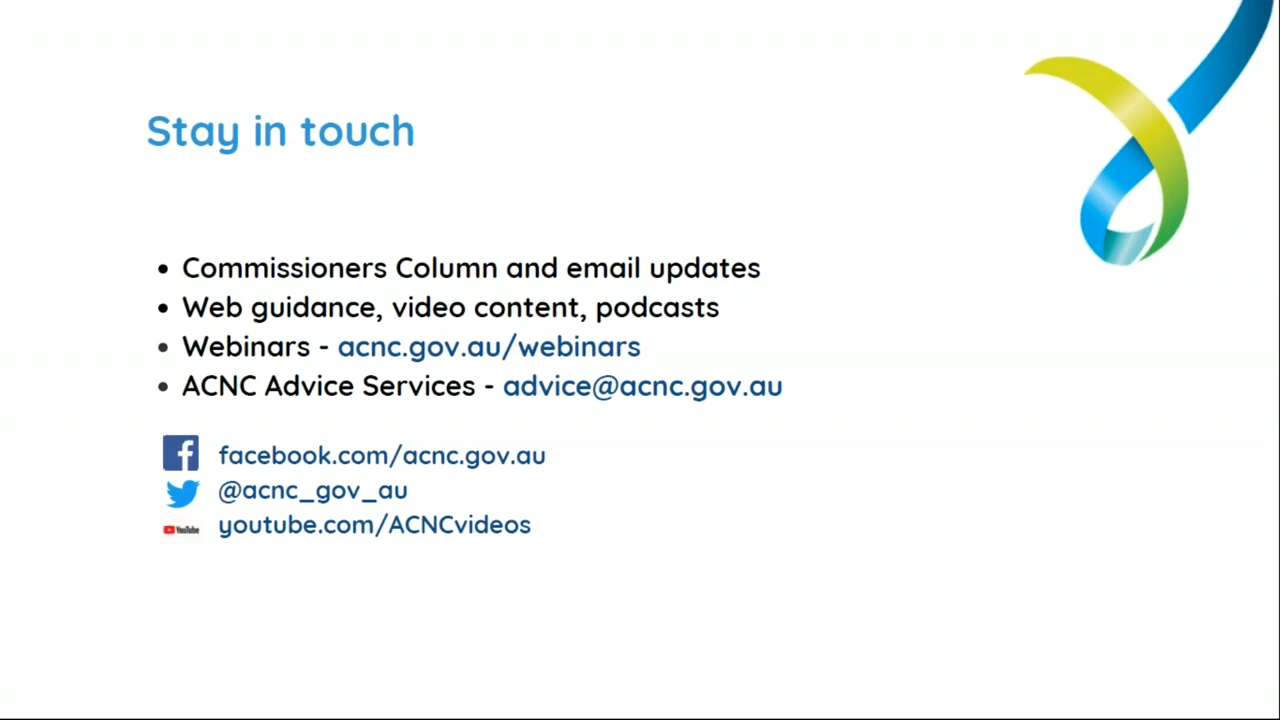 Stay in touch
• Commissioners Column and email updates
• Web guidance, video content, podcasts
• Webinars - acnc.gov.au/webinars
• ACNC Advice Services - advice@acnc.gov.au
facebook.com/acnc.gov.au
@acnc_gov_au
YouTube youtube.com/ACNCvideos